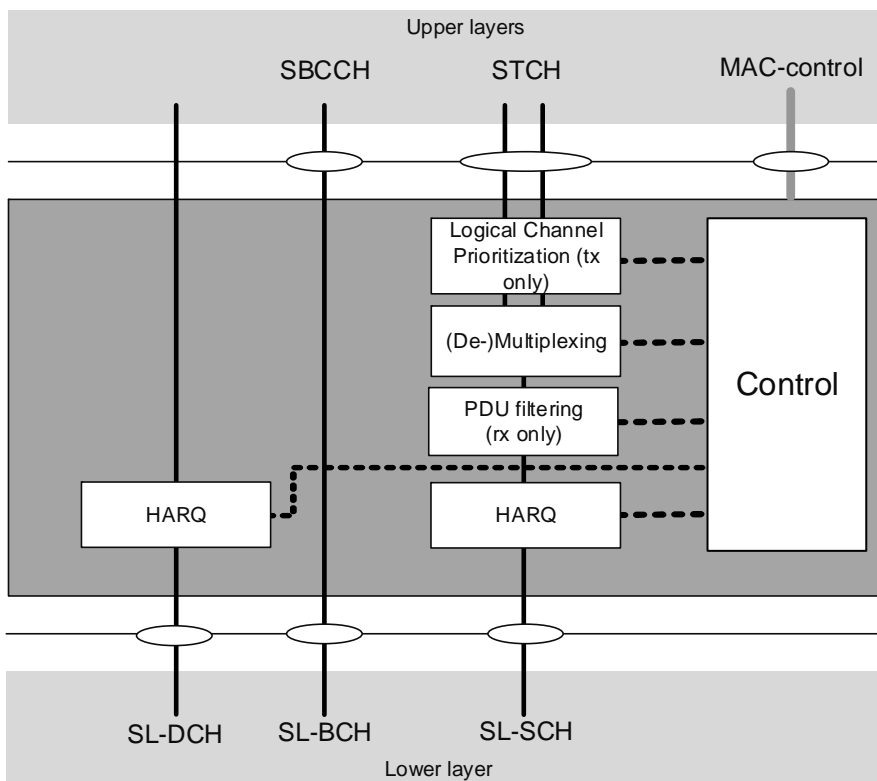 Upper layers
SBCCH
STCH
MAC-control
Logical Channel
Prioritization (tx
only)
(De-)Multiplexing
Control
PDU filtering
(rx only)
HARQ
HARQ
SL-DCH
SL-BCH
SL-SCH
Lower layer